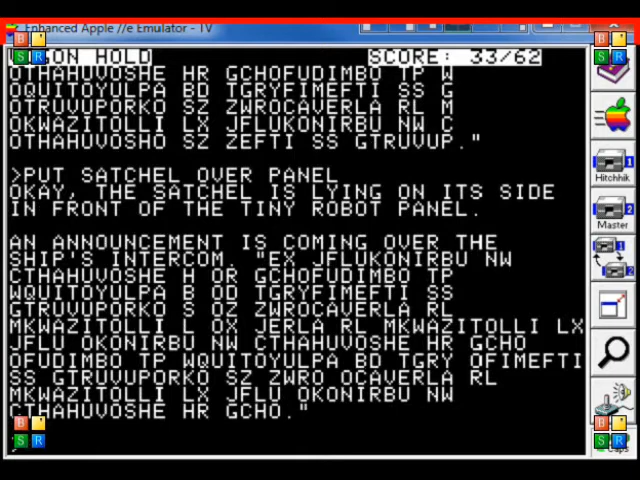 Enhanced Apple //e Emulator - TV
GON HOLD SCORE: 33/62
OTHAHUVOSHE HR GCHOFUDIMBO TP W
OQUITOYULPA BD TGRYFIMEFTI SS G
OTRUVUPORKO SZ ZWROCAVERLA RL M
OKWAZITOLLI LX JFLUKONIRBU NW C
OTHAHUVOSHO SZ ZEFTI SS GTRUVUP."
>PUT SATCHEL OVER PANEL
OKAY, THE SATCHEL IS LYING ON ITS SIDE
IN FRONT OF THE TINY ROBOT PANEL.
AN ANNOUNCEMENT IS COMING OVER THE
SHIP'S INTERCOM. "EX JFLUKONIRBU NW
CTHAHUVOSHE H OR GCHOFUDIMBO TP
WQUITOYULPA B OD TGRYFIMEFTI SS
GTRUVUPORKO S OZ ZWROCAVERLA RL
MKWAZITOLLI L OX JERLA RL MKWAZITOLLI LX
JFLU OKONIRBU NW CTHAHUVOSHE HR GCHO
OFUDIMBO TP WQUITOYULPA BD TGRY OFIMEFTI
SS GTRUVUPORKO SZ ZWRO OCAVERLA RL
MKWAZITOLLI LX JFLU OKONIRBU NW
CTHAHUVOSHE HR GCHO."
B
S R
B
S R
B
S R
B
S R
Hitchhik
Master
Caps